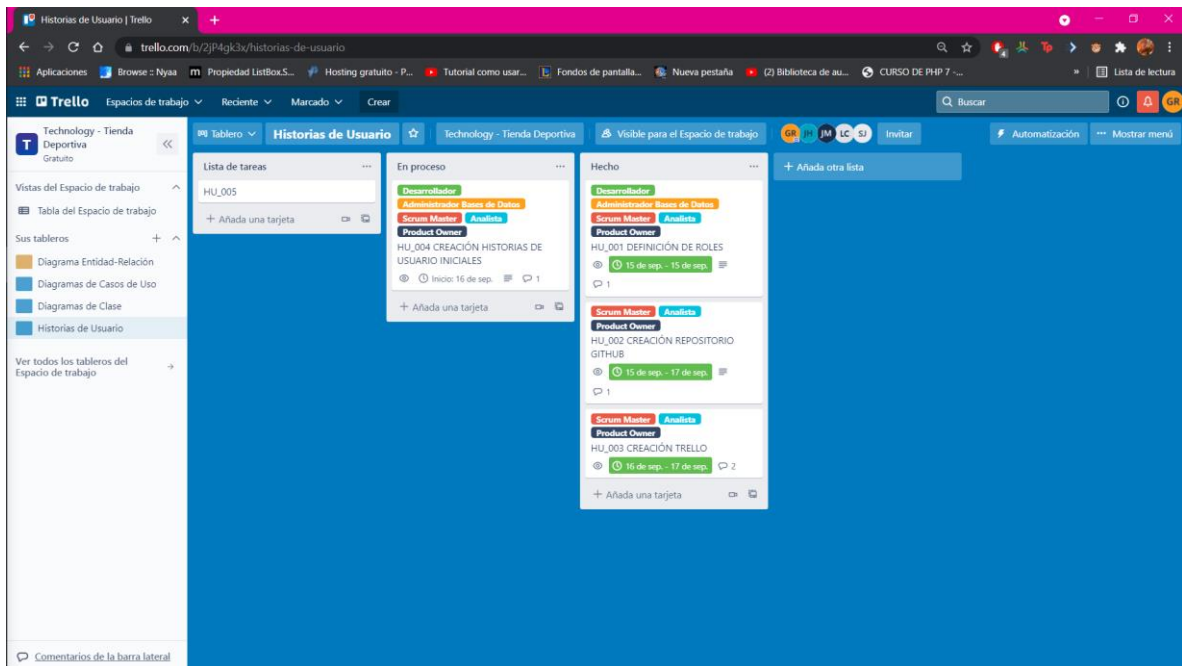 Historias de Usuario | Trello
trello.com/b/2jP4gk3x/historias-de-usuario
Aplicaciones Browse :: Nyaa Propiedad ListBox.S... Hosting gratuito - P... Tutorial como usar... Fondos de pantalla... Nueva pestaña (2) Biblioteca de au... CURSO DE PHP 7 -... » Lista de lectura
Trello Espacios de trabajo Reciente Marcado Crear Buscar GR
T Technology - Tienda Deportiva
Gratuito
Tablero Historias de Usuario Technology - Tienda Deportiva Visible para el Espacio de trabajo GR JH JM LC SJ Invitar Automatización ... Mostrar menú
Vistas del Espacio de trabajo
Tabla del Espacio de trabajo
Sus tableros +
Diagrama Entidad-Relación
Diagramas de Casos de Uso
Diagramas de Clase
Historias de Usuario
Ver todos los tableros del
Espacio de trabajo
Comentarios de la barra lateral
Lista de tareas ...
HU_005
+ Añada una tarjeta
En proceso ...
Desarrollador
Administrador Bases de Datos
Scrum Master Analista
Product Owner
HU_004 CREACIÓN HISTORIAS DE
USUARIO INICIALES
Inicio: 16 de sep. 1
+ Añada una tarjeta
Hecho ...
Desarrollador
Administrador Bases de Datos
Scrum Master Analista
Product Owner
HU_001 DEFINICIÓN DE ROLES
15 de sep. - 15 de sep.
1
Scrum Master Analista
Product Owner
HU_002 CREACIÓN REPOSITORIO
GITHUB
15 de sep. - 17 de sep.
1
Scrum Master Analista
Product Owner
HU_003 CREACIÓN TRELLO
16 de sep. - 17 de sep. 2
+ Añada una tarjeta
+ Añada otra lista